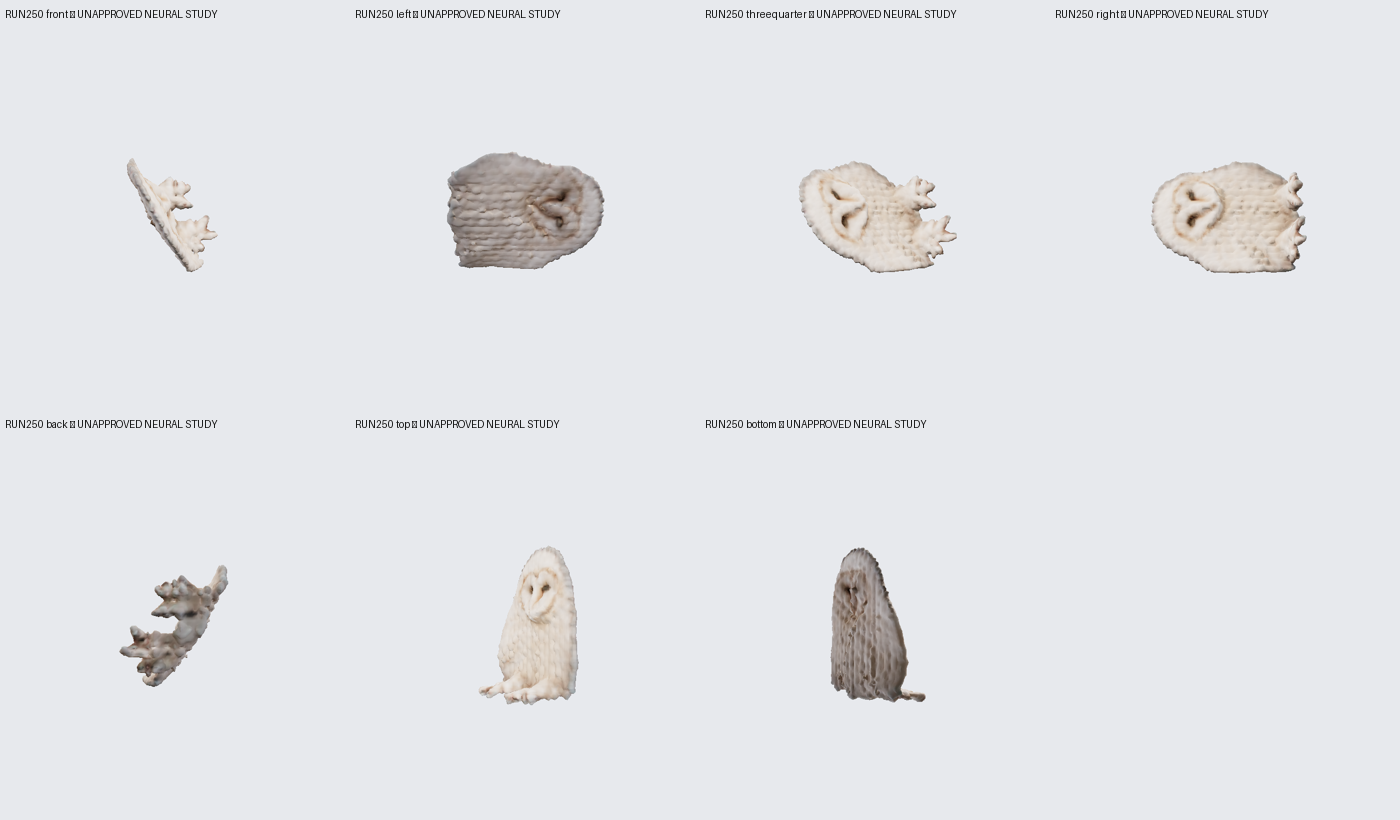 RUN250 front ☒ UNAPPROVED NEURAL STUDY
RUN250 left ☒ UNAPPROVED NEURAL STUDY
RUN250 threequarter ☒ UNAPPROVED NEURAL STUDY
RUN250 right ☒ UNAPPROVED NEURAL STUDY
RUN250 back ☒ UNAPPROVED NEURAL STUDY
RUN250 top ☒ UNAPPROVED NEURAL STUDY
RUN250 bottom ☒ UNAPPROVED NEURAL STUDY